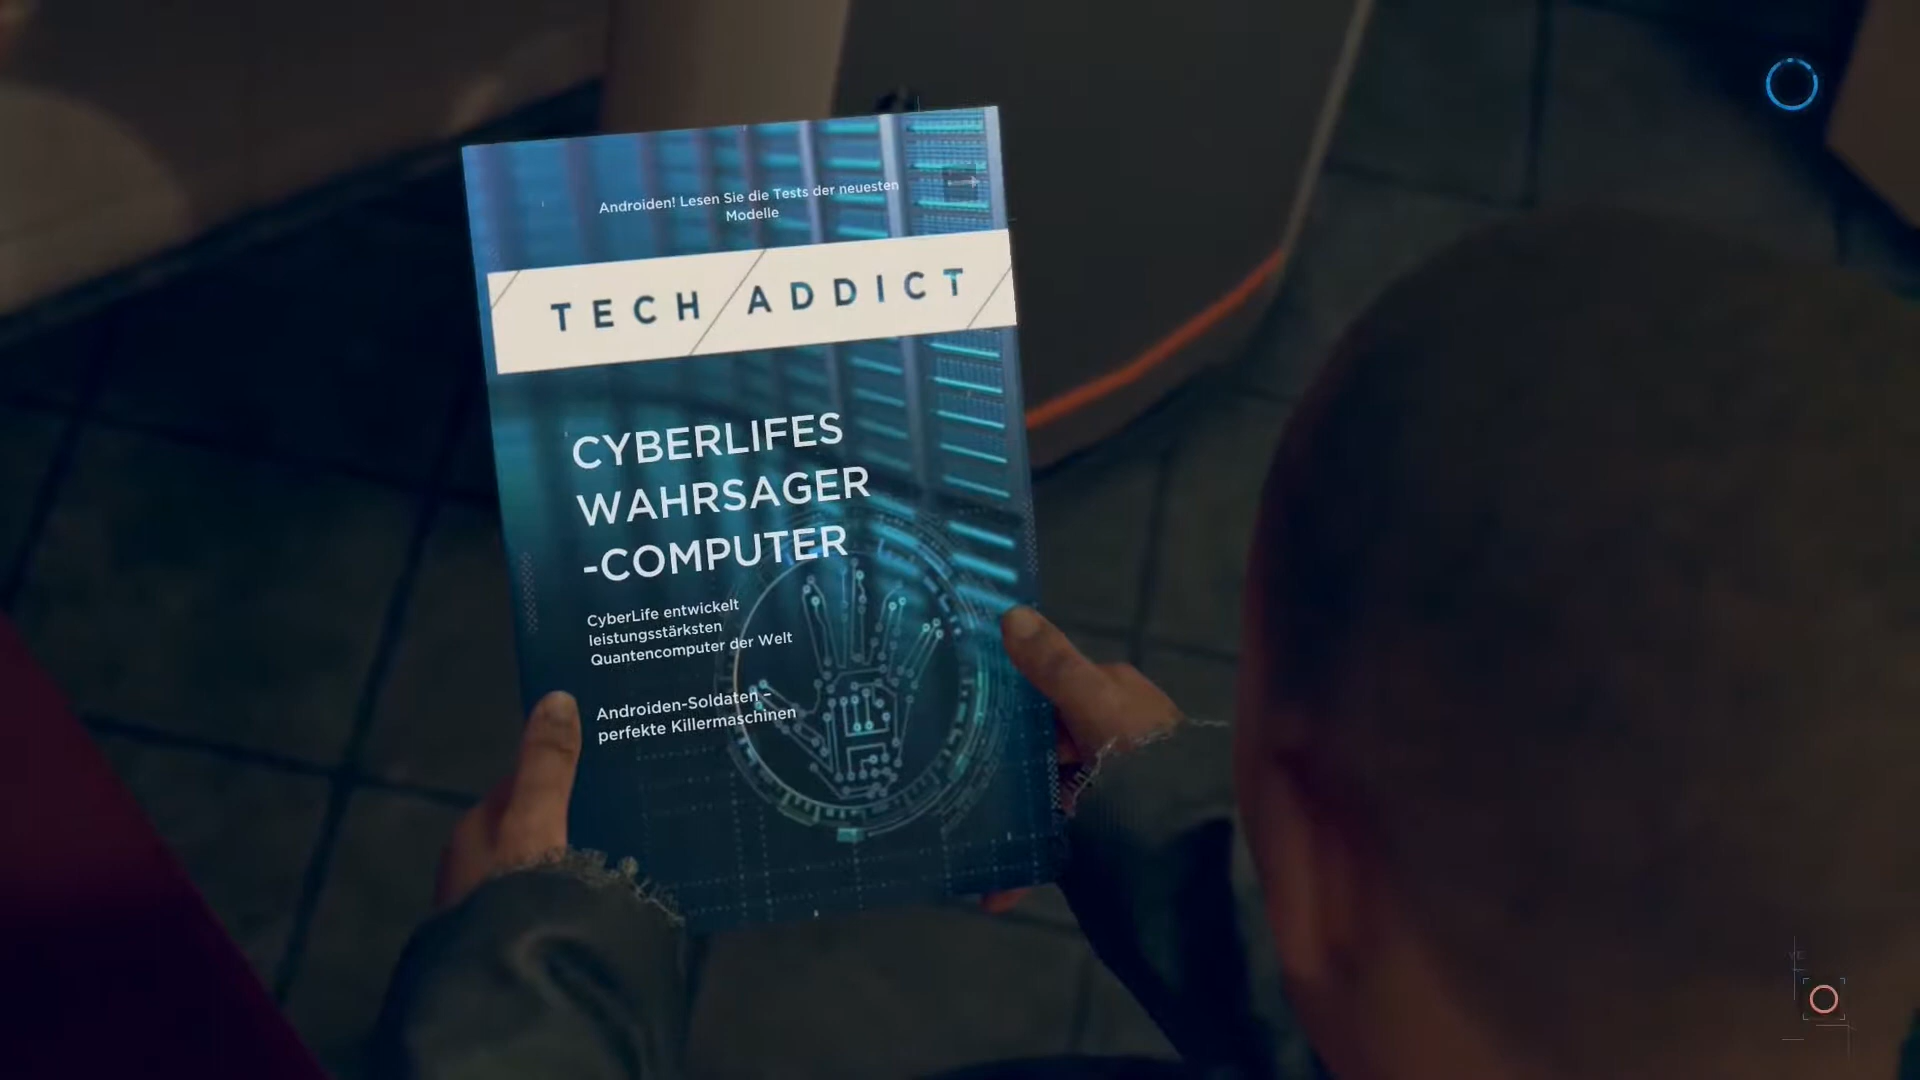 Androiden! Lesen Sie die Tests der neuesten
Modelle
TECH ADDICT
CYBERLIFES
WAHRSAGER
-COMPUTER
CyberLife entwickelt
leistungsstärksten
Quantencomputer der Welt
Androiden-Soldaten –
perfekte Killermaschinen